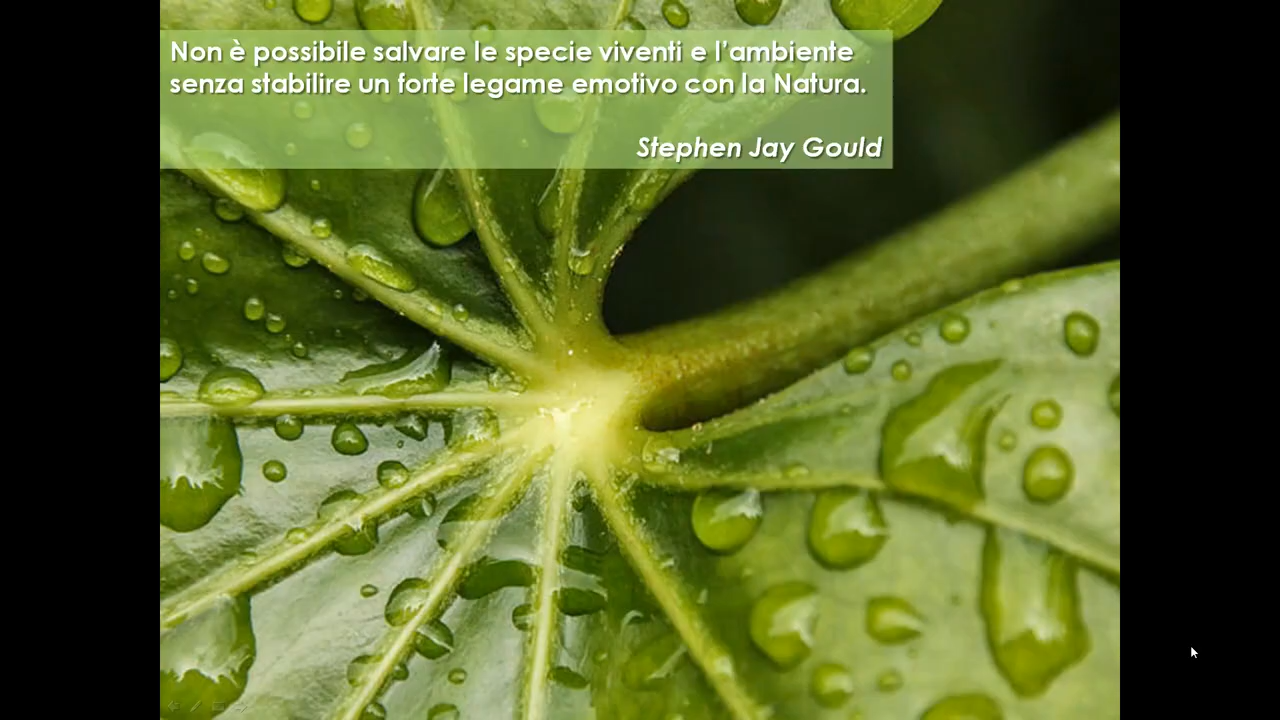 Non è possibile salvare le specie viventi e l’ambiente
senza stabilire un forte legame emotivo con la Natura.
Stephen Jay Gould